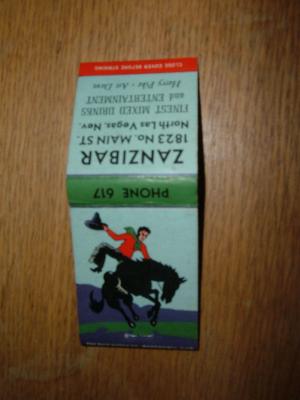 ZANZIBAR
1823 No. MAIN ST.
North Las Vegas, Nev.
FINEST MIXED DRINKS
and ENTERTAINMENT
Harry Pike - Art Dieu
CLOSE COVER BEFORE STRIKING
PHONE 617